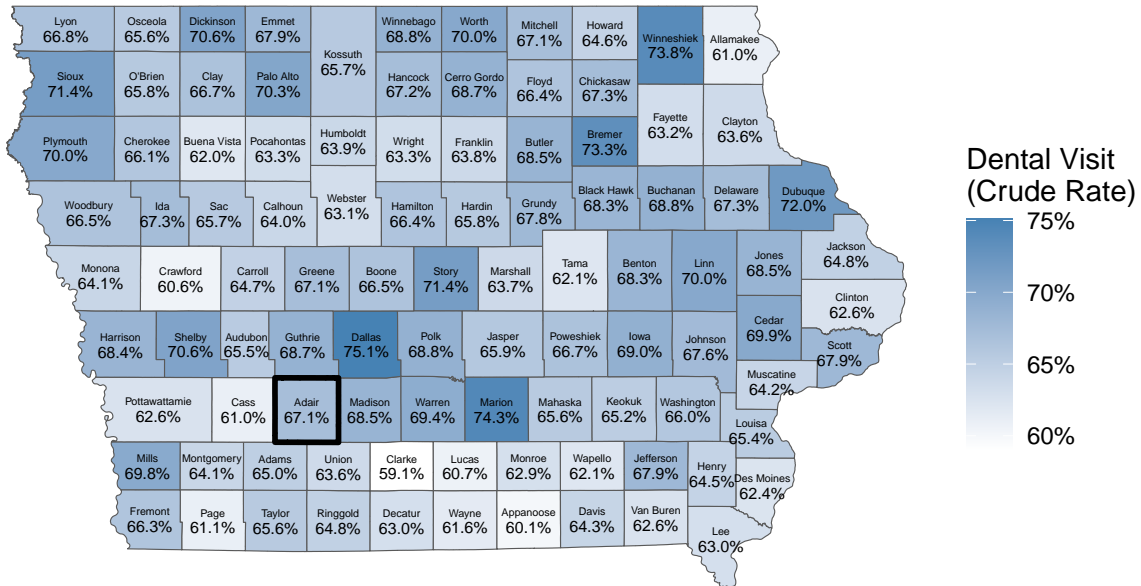 Lyon
66.8%
Osceola
65.6%
Dickinson
70.6%
Emmet
67.9%
Kossuth
65.7%
Winnebago
68.8%
Worth
70.0%
Mitchell
67.1%
Howard
64.6%
Winneshiek
73.8%
Allamakee
61.0%
Sioux
71.4%
O'Brien
65.8%
Clay
66.7%
Palo Alto
70.3%
Hancock
67.2%
Cerro Gordo
68.7%
Floyd
66.4%
Chickasaw
67.3%
Fayette
63.2%
Clayton
63.6%
Plymouth
70.0%
Cherokee
66.1%
Buena Vista
62.0%
Pocahontas
63.3%
Humboldt
63.9%
Wright
63.3%
Franklin
63.8%
Butler
68.5%
Bremer
73.3%
Woodbury
66.5%
Ida
67.3%
Sac
65.7%
Calhoun
64.0%
Webster
63.1%
Hamilton
66.4%
Hardin
65.8%
Grundy
67.8%
Black Hawk
68.3%
Buchanan
68.8%
Delaware
67.3%
Dubuque
72.0%
Monona
64.1%
Crawford
60.6%
Carroll
64.7%
Greene
67.1%
Boone
66.5%
Story
71.4%
Marshall
63.7%
Tama
62.1%
Benton
68.3%
Linn
70.0%
Jones
68.5%
Jackson
64.8%
Clinton
62.6%
Harrison
68.4%
Shelby
70.6%
Audubon
65.5%
Guthrie
68.7%
Dallas
75.1%
Polk
68.8%
Jasper
65.9%
Poweshiek
66.7%
Iowa
69.0%
Johnson
67.6%
Cedar
69.9%
Scott
67.9%
Muscatine
64.2%
Pottawattamie
62.6%
Cass
61.0%
Adair
67.1%
Madison
68.5%
Warren
69.4%
Marion
74.3%
Mahaska
65.6%
Keokuk
65.2%
Washington
66.0%
Louisa
65.4%
Mills
69.8%
Montgomery
64.1%
Adams
65.0%
Union
63.6%
Clarke
59.1%
Lucas
60.7%
Monroe
62.9%
Wapello
62.1%
Jefferson
67.9%
Henry
64.5%
Des Moines
62.4%
Fremont
66.3%
Page
61.1%
Taylor
65.6%
Ringgold
64.8%
Decatur
63.0%
Wayne
61.6%
Appanoose
60.1%
Davis
64.3%
Van Buren
62.6%
Lee
63.0%
Dental Visit
(Crude Rate)
75%
70%
65%
60%